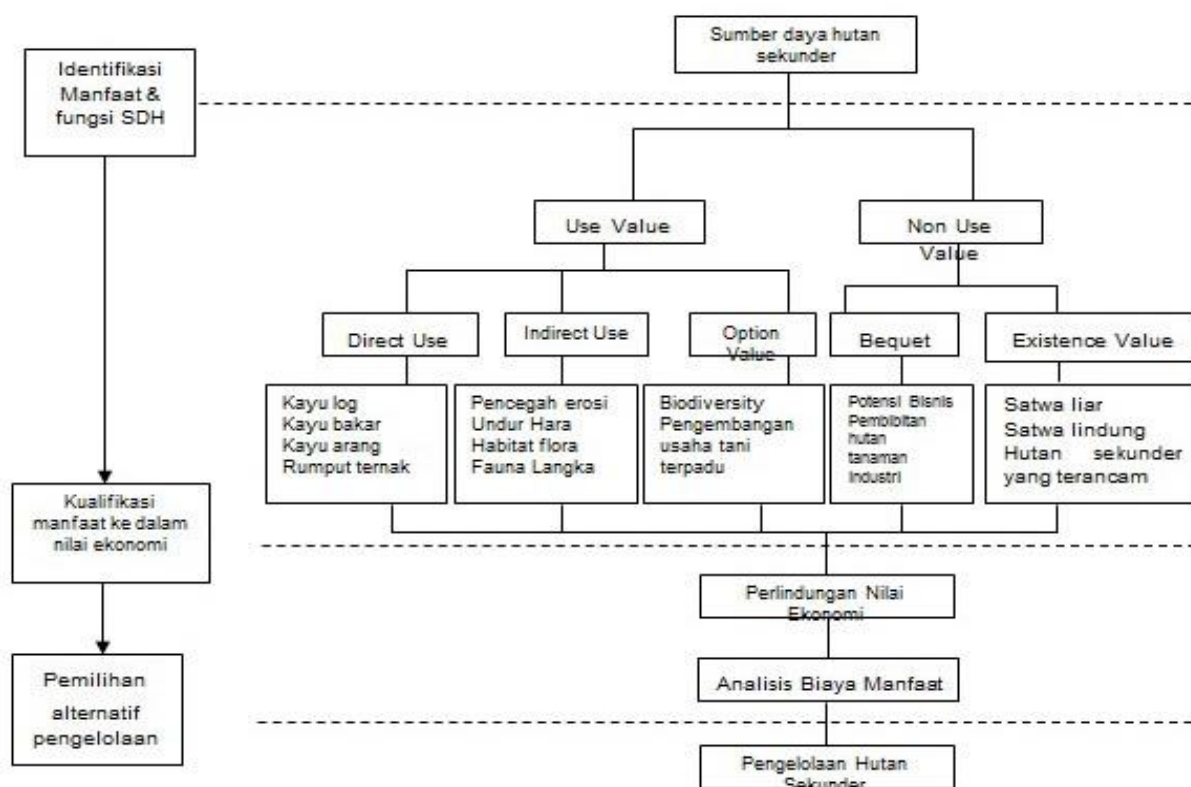 Sumber daya hutan
sekunder
Identifikasi
Manfaat &
fungsi SDH
Use Value
Non Use
Value
Direct Use
Indirect Use
Option
Value
Bequet
Existence Value
Kayu log
Kayu bakar
Kayu arang
Rumput ternak
Pencegah erosi
Undur Hara
Habitat flora
Fauna Langka
Biodiversity
Pengembangan
usaha tani
terpadu
Potensi Bisnis
Pembibitan
hutan
tanaman
Industri
Satwa liar
Satwa lindung
Hutan sekunder
yang terancam
Kualifikasi
manfaat ke dalam
nilai ekonomi
Perlindungan Nilai
Ekonomi
Analisis Biaya Manfaat
Pemilihan
alternatif
pengelolaan
Pengelolaan Hutan
Sekunder